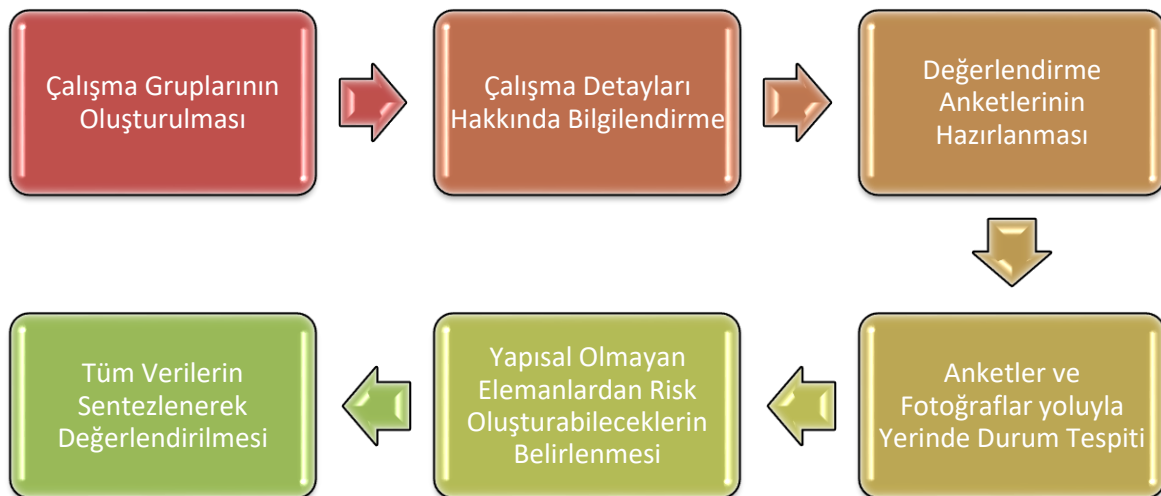 Çalışma Gruplarının
Oluşturulması
Çalışma Detayları
Hakkında Bilgilendirme
Değerlendirme
Anketlerinin
Hazırlanması
Anketler ve
Fotoğraflar yoluyla
Yerinde Durum Tespiti
Yapısal Olmayan
Elemanlardan Risk
Oluşturabileceklerin
Belirlenmesi
Tüm Verilerin
Sentezlenerek
Değerlendirilmesi